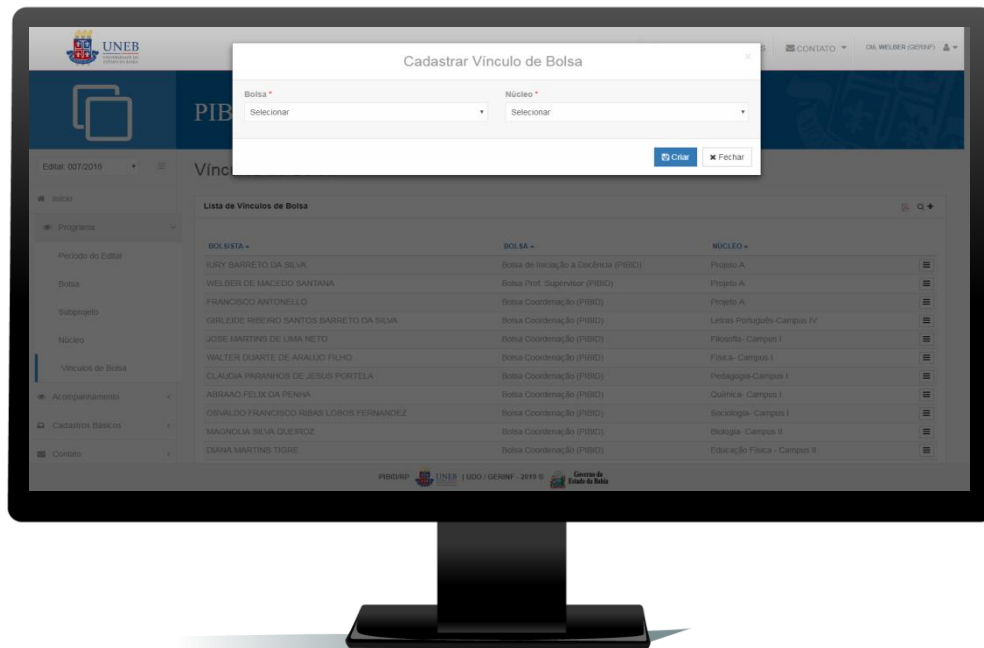 UNEB
CONTATO
Olá, WELBER (GERINF)
Cadastrar Vínculo de Bolsa
×
Bolsa *
Núcleo *
Selecionar
Selecionar
Criar
Fechar
PIB
Edital: 007/2018
Vínc
Início
Programa
Período do Edital
Bolsa
Subprojeto
Núcleo
Vínculos de Bolsa
Acompanhamento
Cadastros Básicos
Contato
Lista de Vínculos de Bolsa
BOLSISTA BOLSA NÚCLEO
IURY BARRETO DA SILVA Bolsa de Iniciação a Docência (PIBID) Projeto A
WELBER DE MACEDO SANTANA Bolsa Prof. Supervisor (PIBID) Projeto A
FRANCISCO ANTONELLO Bolsa Coordenação (PIBID) Projeto A
GIRLEIDE RIBEIRO SANTOS BARRETO DA SILVA Bolsa Coordenação (PIBID) Letras Português-Campus IV
JOSE MARTINS DE LIMA NETO Bolsa Coordenação (PIBID) Filosofia- Campus I
WALTER DUARTE DE ARAUJO FILHO Bolsa Coordenação (PIBID) Física- Campus I
CLAUDIA PARANHOS DE JESUS PORTELA Bolsa Coordenação (PIBID) Pedagogia-Campus I
ABRAAO FELIX DA PENHA Bolsa Coordenação (PIBID) Química- Campus I
OSVALDO FRANCISCO RIBAS LOBOS FERNANDEZ Bolsa Coordenação (PIBID) Sociologia- Campus I
MAGNOLIA SILVA QUEIROZ Bolsa Coordenação (PIBID) Biologia- Campus II
DIANA MARTINS TIGRE Bolsa Coordenação (PIBID) Educação Física - Campus II
PIBID/RP UNEB | UDO / GERINF - 2019 © Governo do
Estado da Bahia